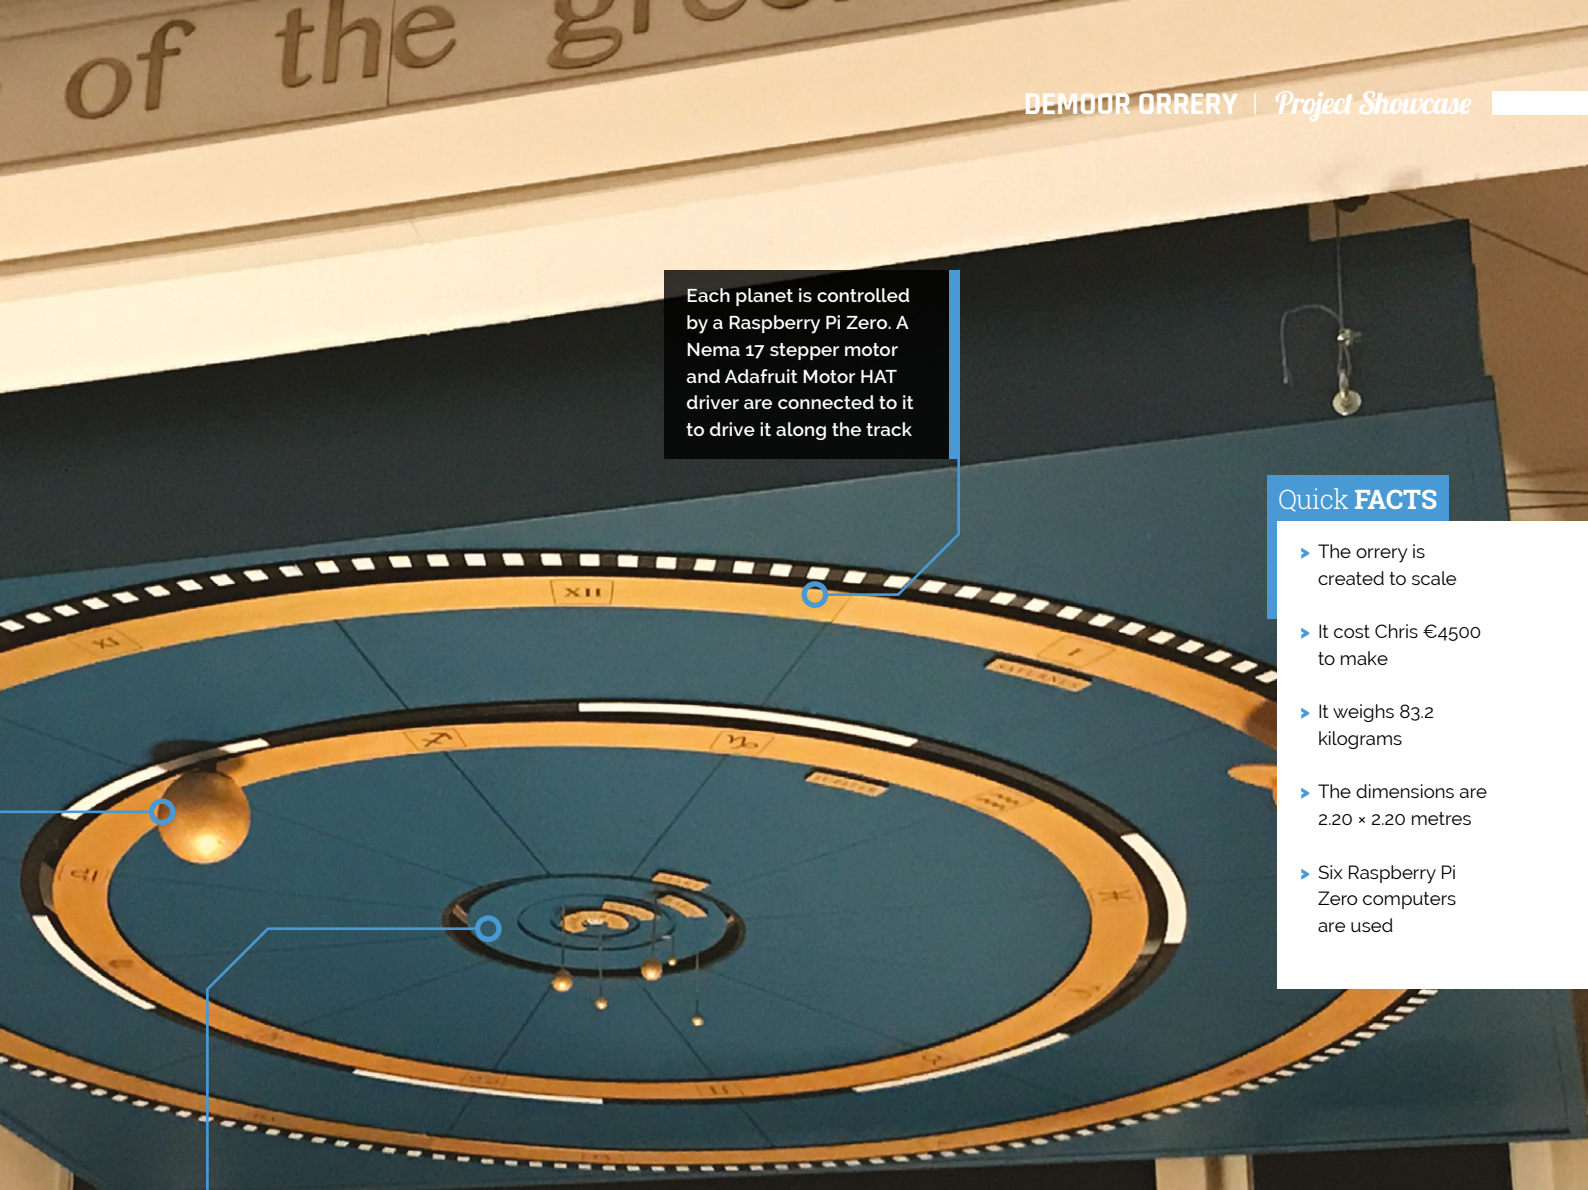 of the
DEMOOR ORRERY | Project Showcase
Each planet is controlled
by a Raspberry Pi Zero. A
Nema 17 stepper motor
and Adafruit Motor HAT
driver are connected to it
to drive it along the track
Quick FACTS
> The orrery is
created to scale
> It cost Chris €4500
to make
> It weighs 83.2
kilograms
> The dimensions are
2.20 × 2.20 metres
> Six Raspberry Pi
Zero computers
are used
XII
XI
I
SATURNUS
JUPITER